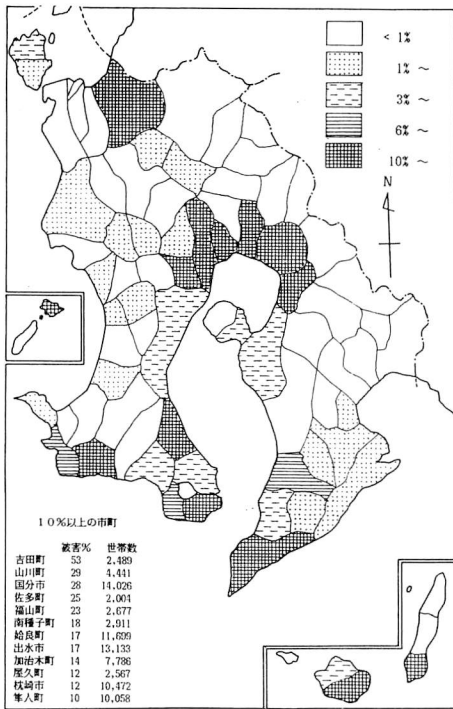 < 1%
1% ~
3% ~
6% ~
10% ~
N
10%以上の市町
被害% 世帯数
吉田町 53 2,489
山川町 29 4,441
国分市 28 14,026
佐多町 25 2,004
福山町 23 2,677
南種子町 18 2,911
姶良町 17 11,699
出水市 17 13,133
加治木町 14 7,786
屋久町 12 2,567
枕崎市 12 10,472
隼人町 10 10,058